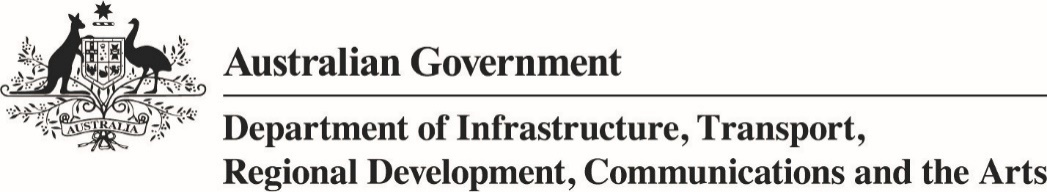 AUSTRALIA
Australian Government
Department of Infrastructure, Transport,
Regional Development, Communications and the Arts